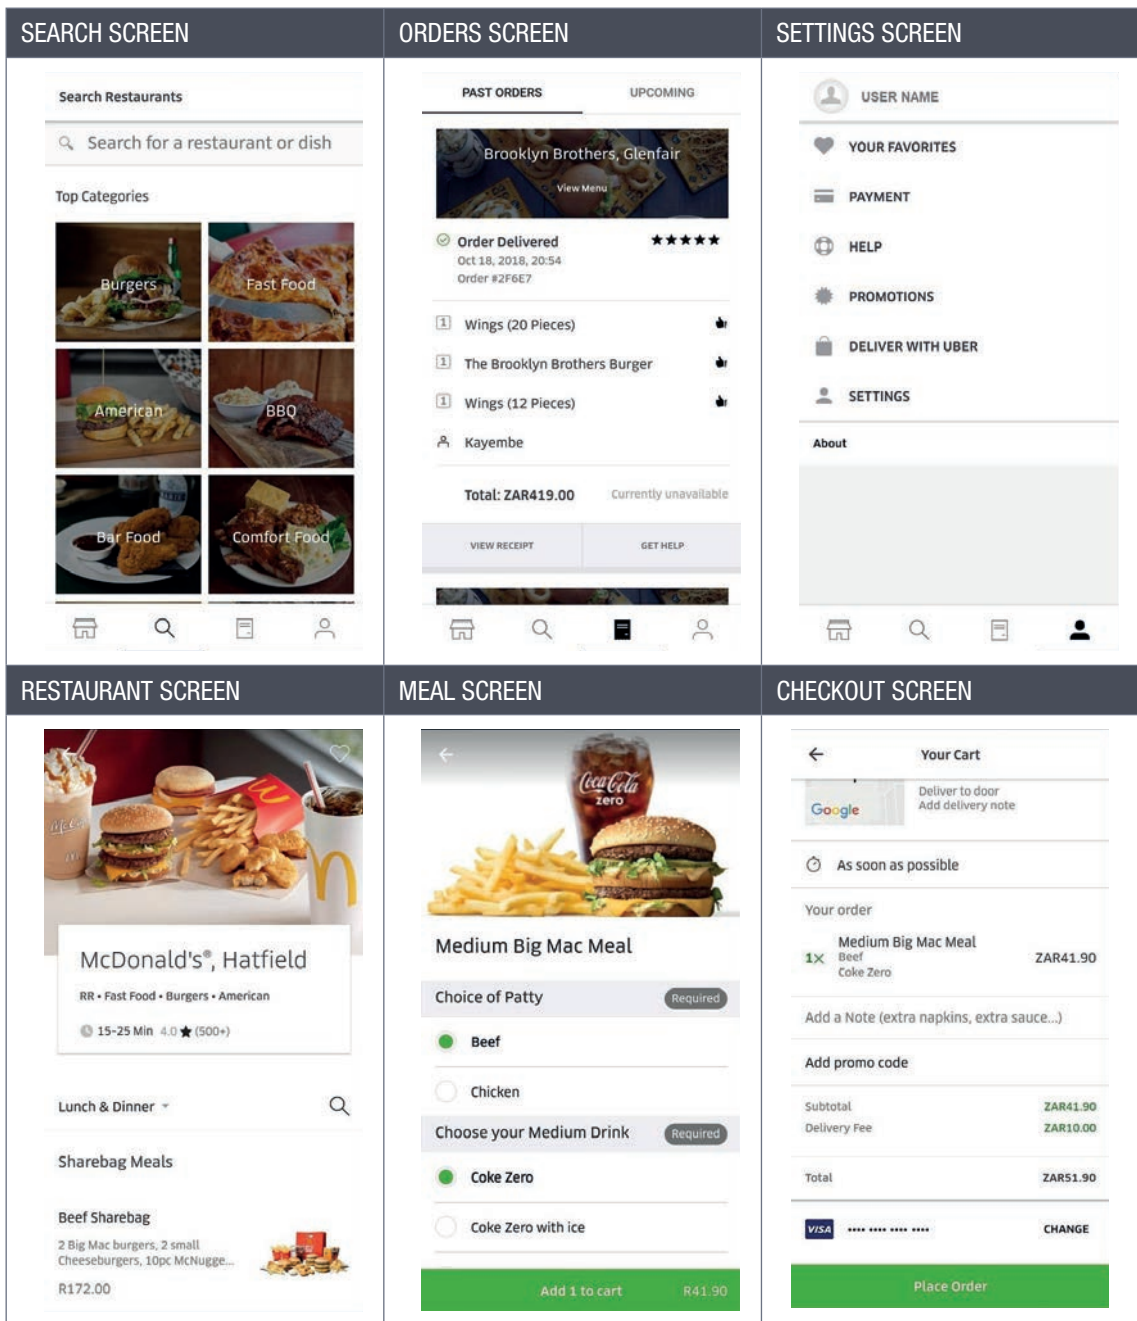 SEARCH SCREEN
Search Restaurants
Search for a restaurant or dish
Top Categories
Burgers
Fast Food
American
BBQ
Bar Food
Comfort Food
ORDERS SCREEN
PAST ORDERS
UPCOMING
Brooklyn Brothers, Glenfair
View Menu
Order Delivered
Oct 18, 2018, 20:54
Order #2F6E7
1 Wings (20 Pieces)
1 The Brooklyn Brothers Burger
1 Wings (12 Pieces)
Kayembe
Total: ZAR419.00 Currently unavailable
VIEW RECEIPT
GET HELP
SETTINGS SCREEN
USER NAME
YOUR FAVORITES
PAYMENT
HELP
PROMOTIONS
DELIVER WITH UBER
SETTINGS
About
RESTAURANT SCREEN
McDonald's®, Hatfield
RR • Fast Food • Burgers • American
15-25 Min 4.0 ★ (500+)
Lunch & Dinner
Sharebag Meals
Beef Sharebag
2 Big Mac burgers, 2 small
Cheeseburgers, 10pc McNugge...
R172.00
MEAL SCREEN
Coca-Cola
zero
Medium Big Mac Meal
Choice of Patty Required
Beef
Chicken
Choose your Medium Drink Required
Coke Zero
Coke Zero with ice
Add 1 to cart R41.90
CHECKOUT SCREEN
Your Cart
Google
Deliver to door
Add delivery note
As soon as possible
Your order
1× Medium Big Mac Meal ZAR41.90
Beef
Coke Zero
Add a Note (extra napkins, extra sauce...)
Add promo code
Subtotal ZAR41.90
Delivery Fee ZAR10.00
Total ZAR51.90
VISA •••• •••• •••• •••• CHANGE
Place Order